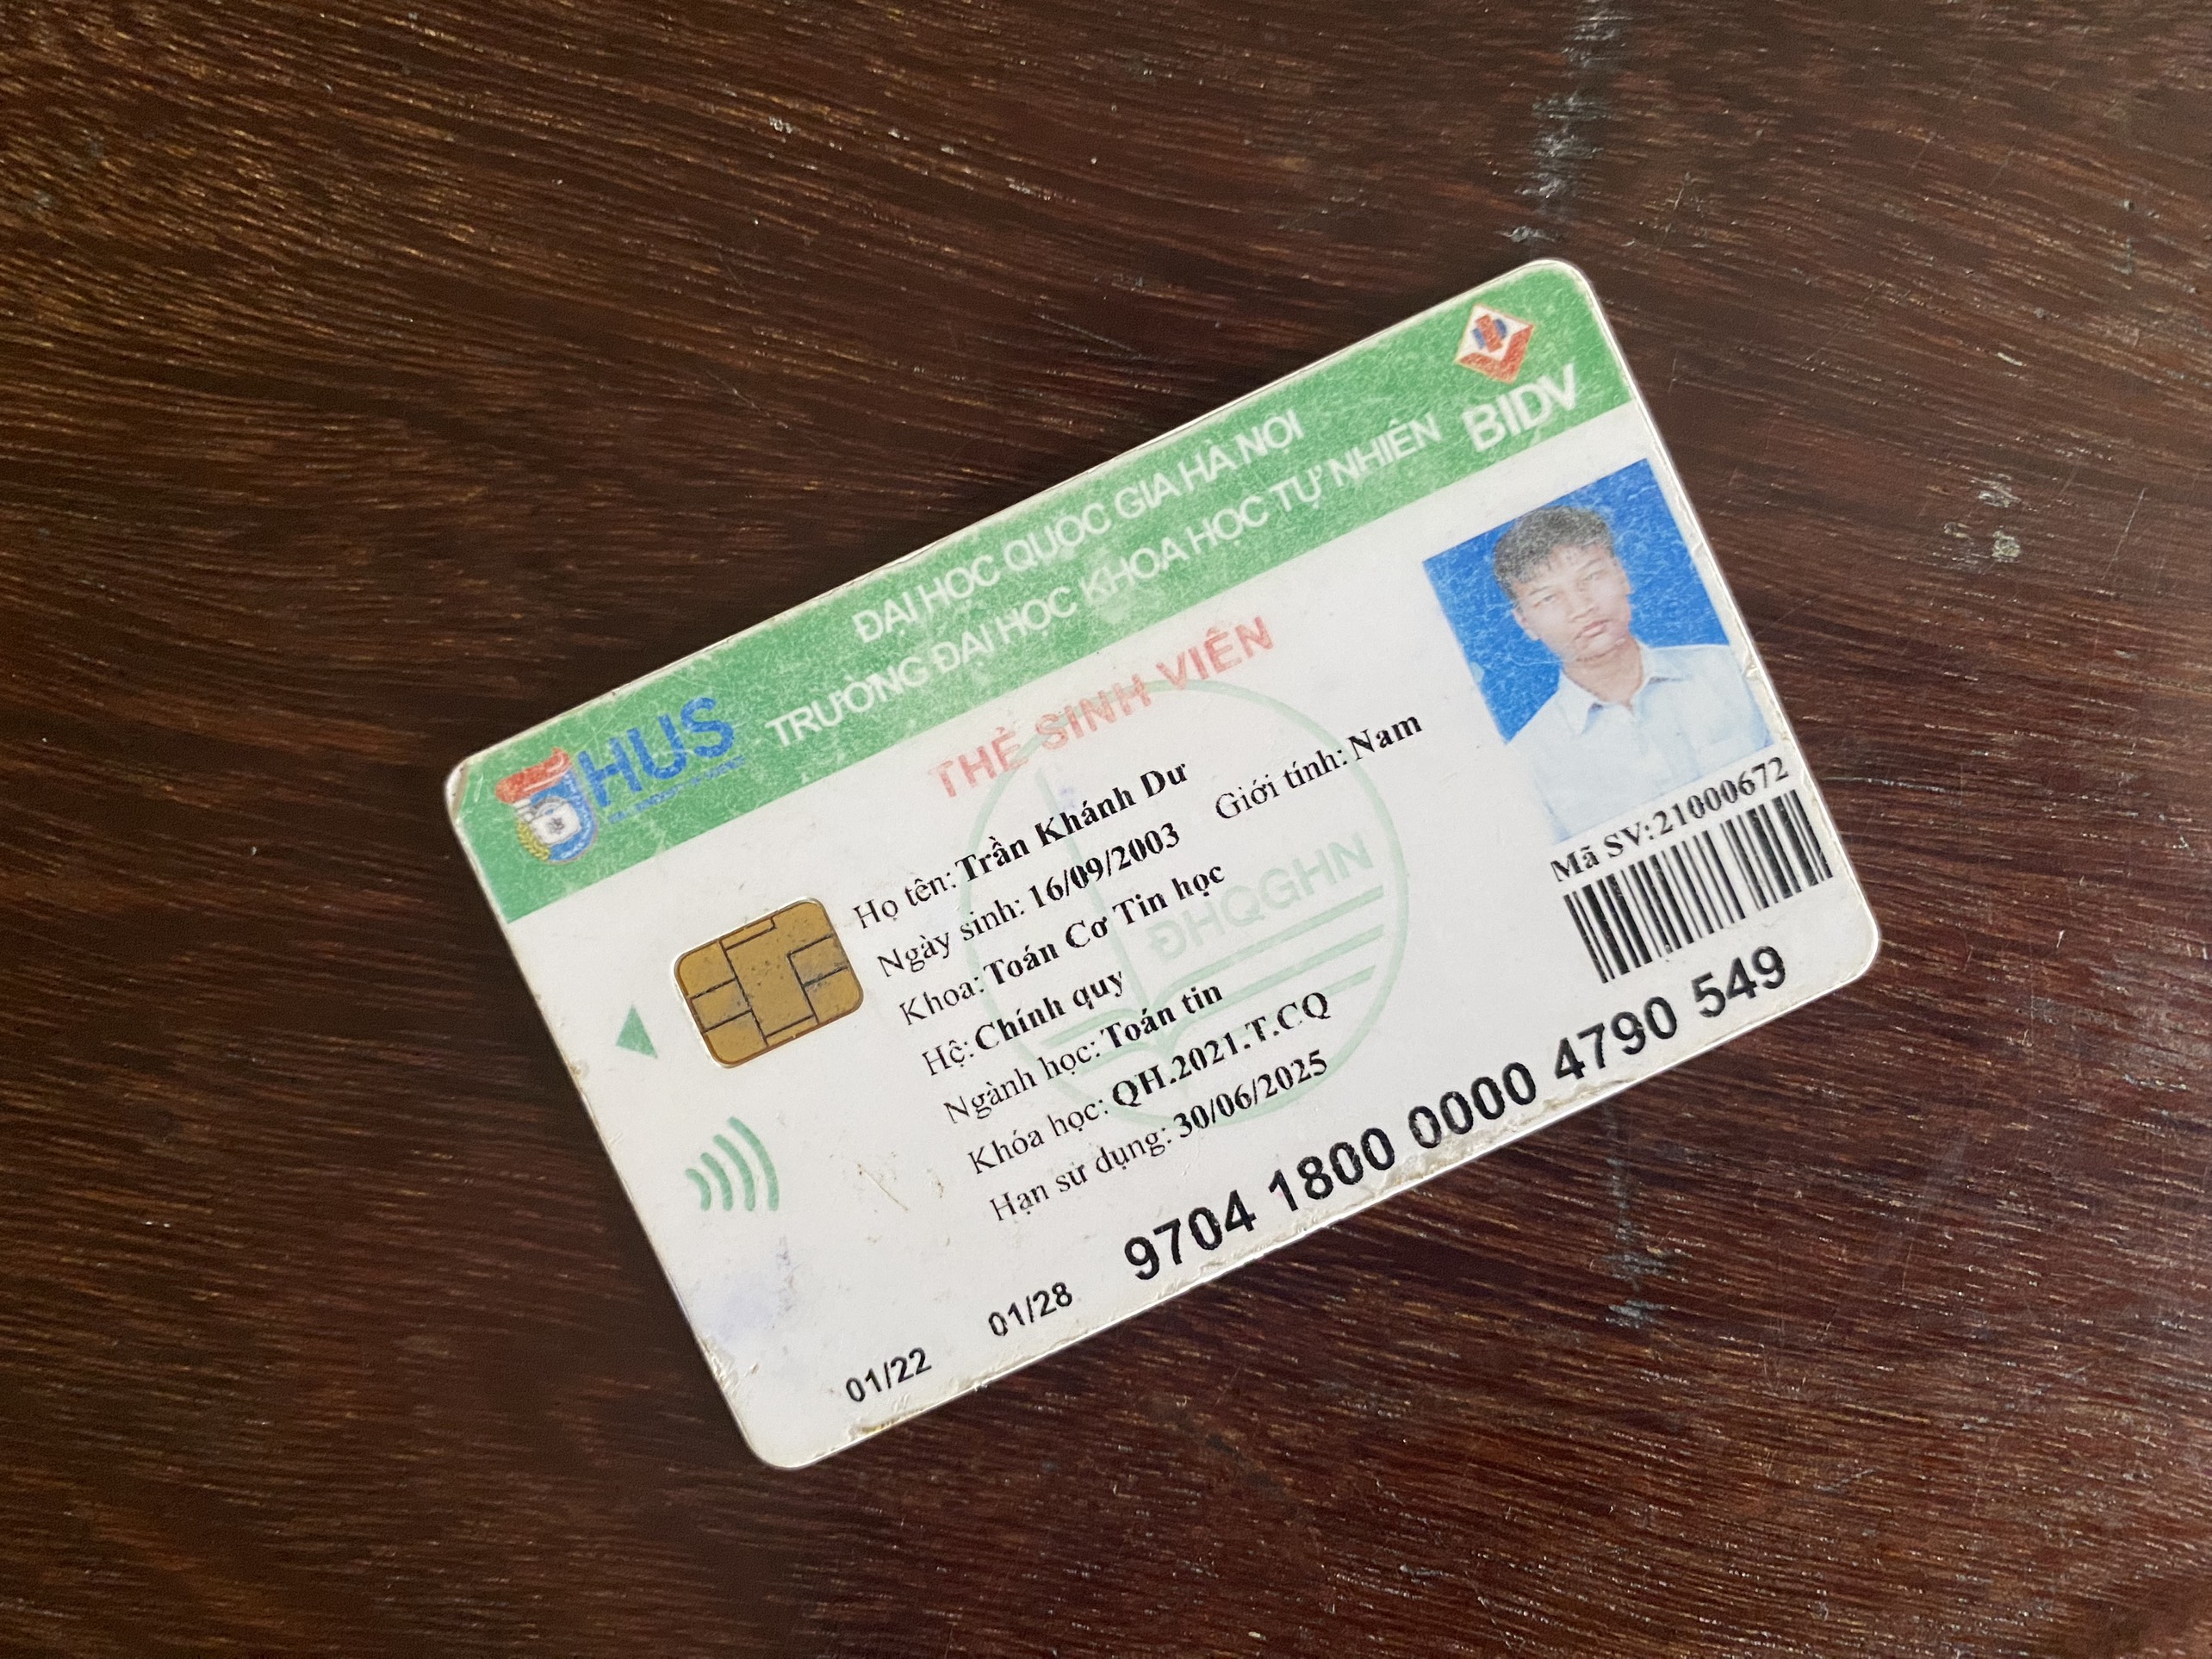 ĐẠI HỌC QUỐC GIA HÀ NỘI
TRƯỜNG ĐẠI HỌC KHOA HỌC TỰ NHIÊN
BIDV
HUS
THẺ SINH VIÊN
Họ tên: Trần Khánh Dư
Ngày sinh: 16/09/2003 Giới tính: Nam
Khoa: Toán Cơ Tin học
Hệ: Chính quy
Ngành học: Toán tin
Khóa học: QH.2021.T.CQ
Hạn sử dụng: 30/06/2025
ĐHQGHN
Mã SV:21000672
9704 1800 0000 4790 549
01/22 01/28